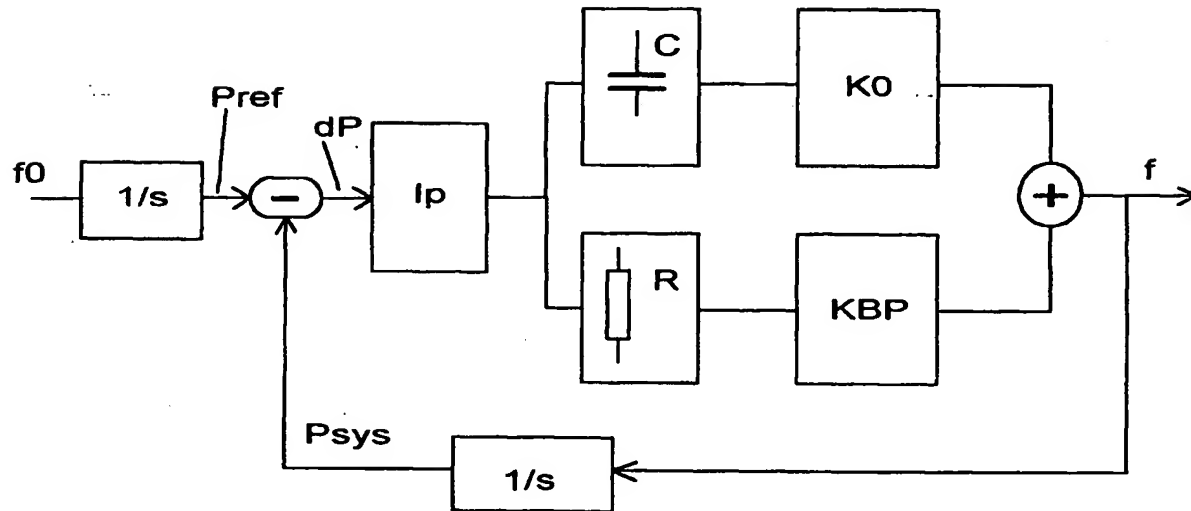 C
K0
Pref
dP
f0
1/s
-
Ip
+
f
R
KBP
Psys
1/s